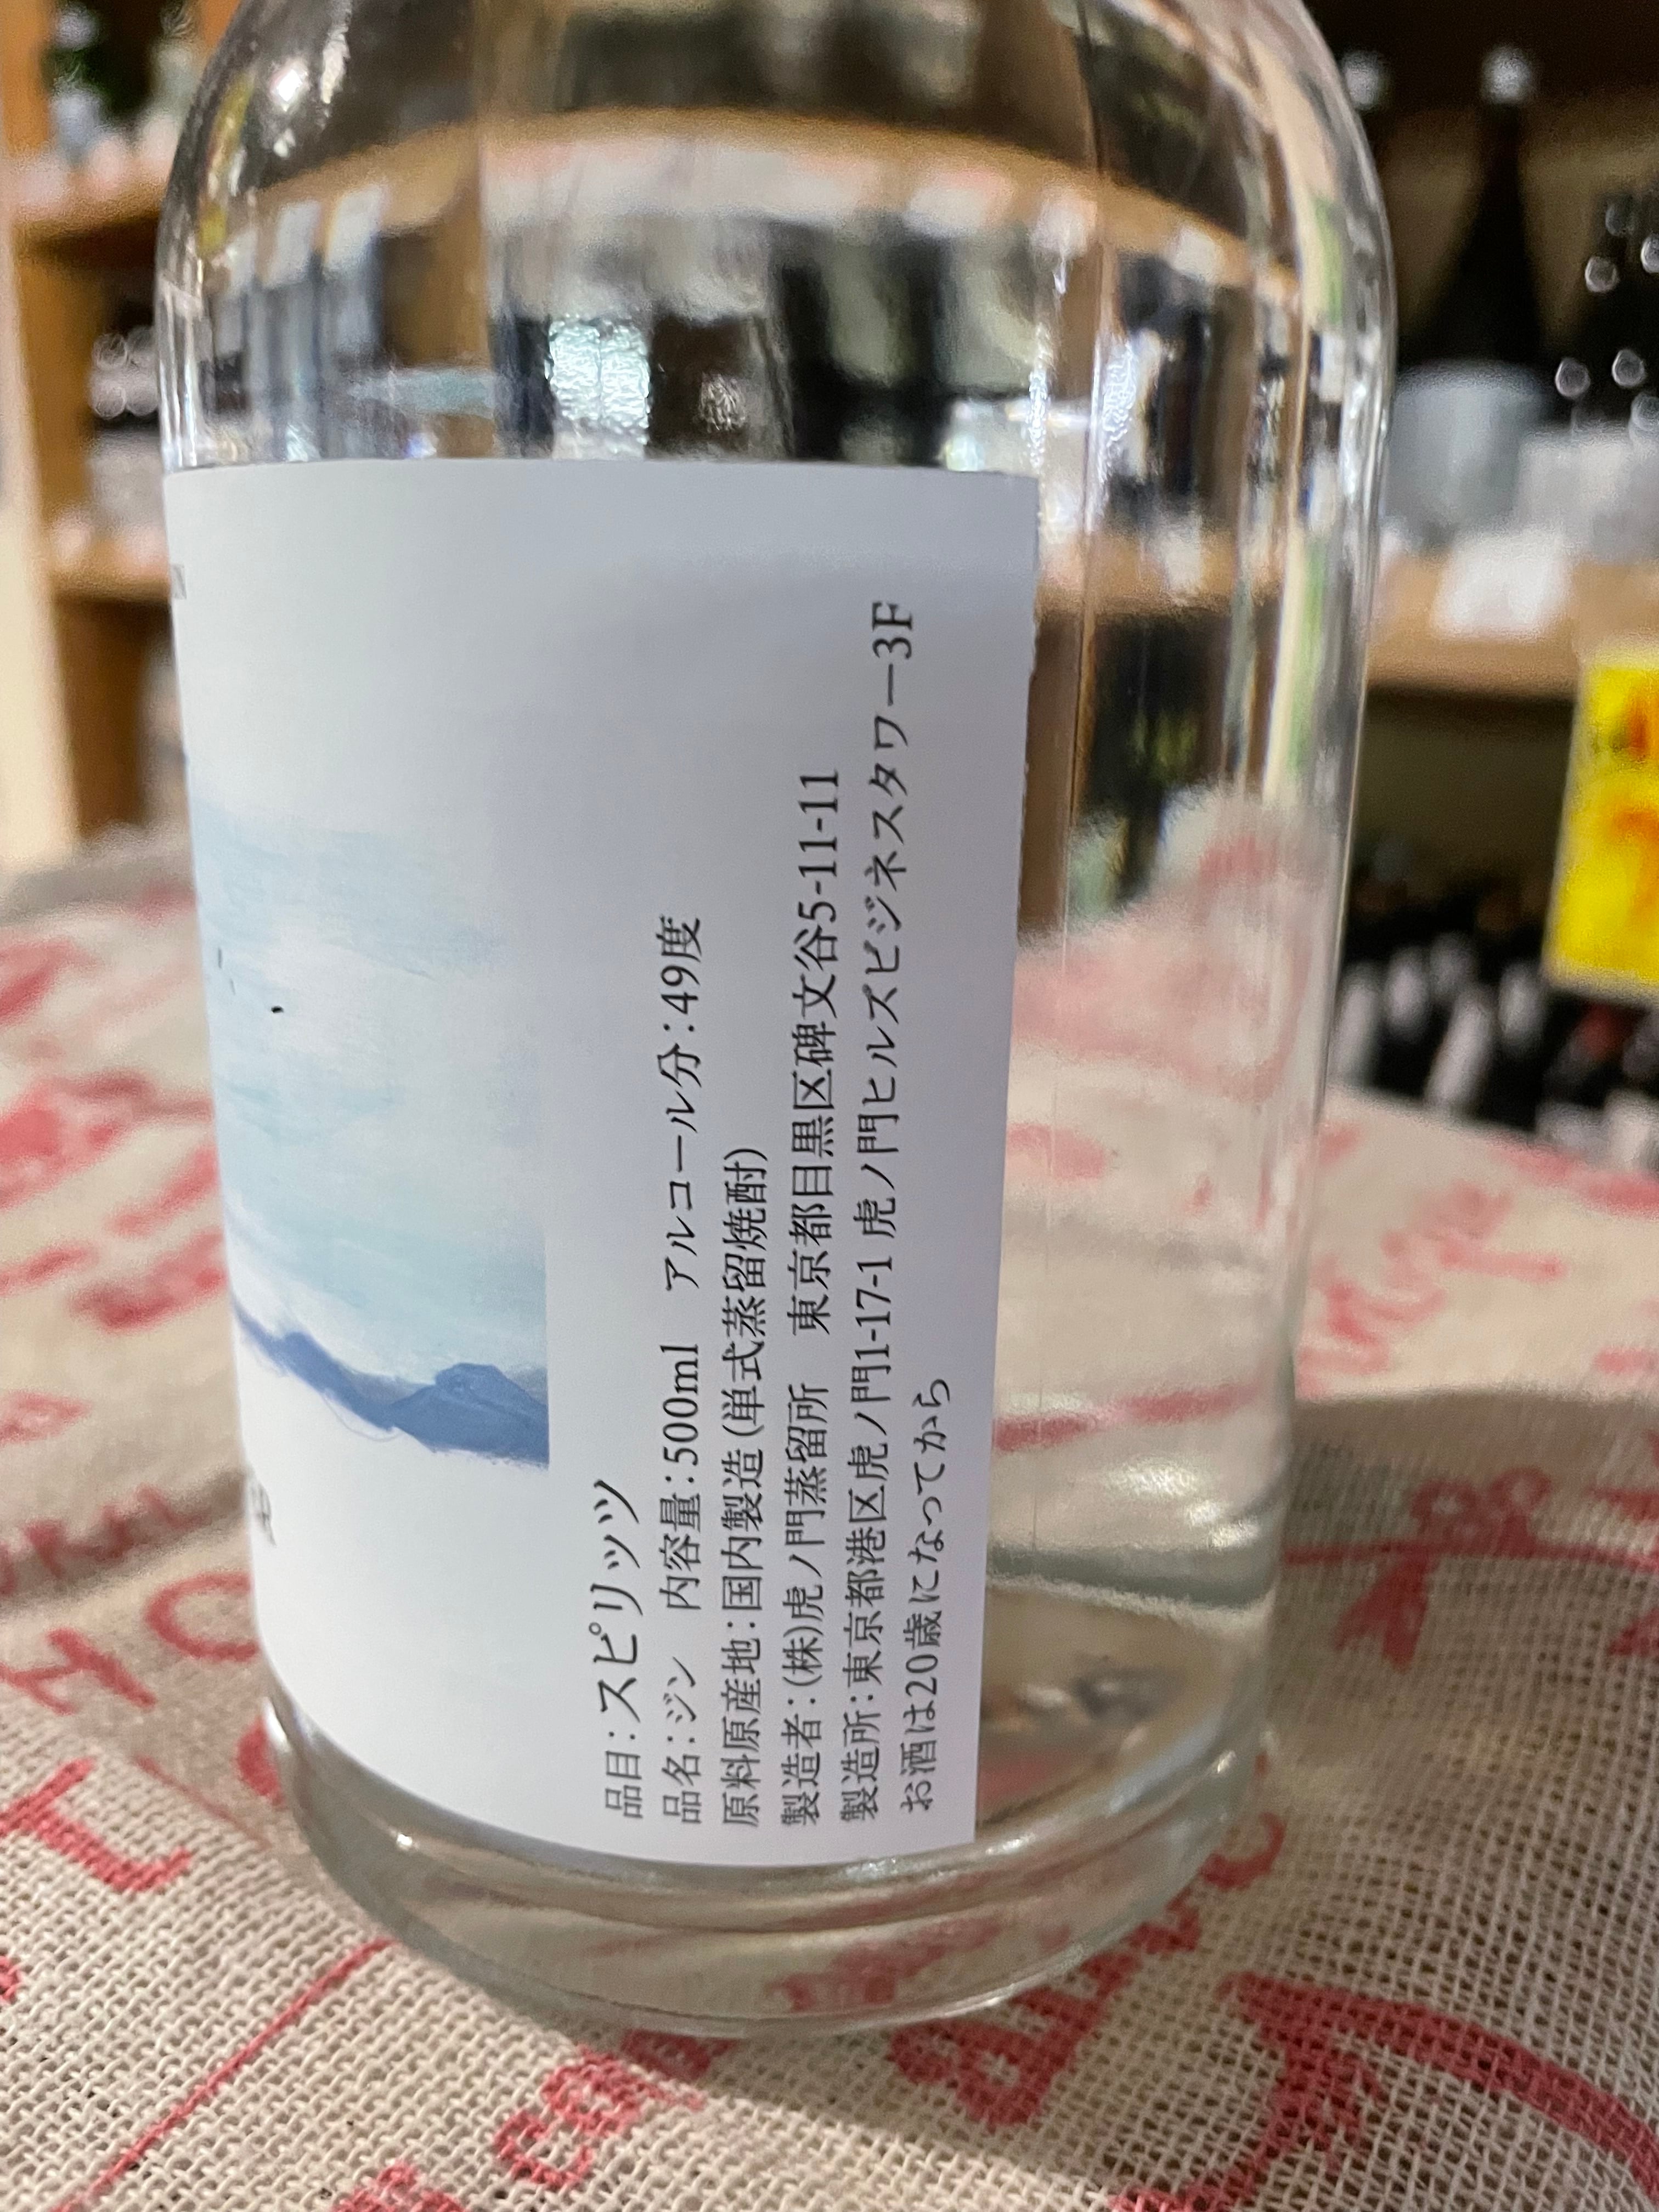 品目：スピリッツ
品名：ジン　内容量：500ml　アルコール分：49度
原料原産地：国内製造（単式蒸留焼酎）
製造者：（株）虎ノ門蒸留所　東京都目黒区碑文谷5-11-11
製造所：東京都港区虎ノ門1-17-1 虎ノ門ヒルズビジネスタワー3F
お酒は20歳になってから